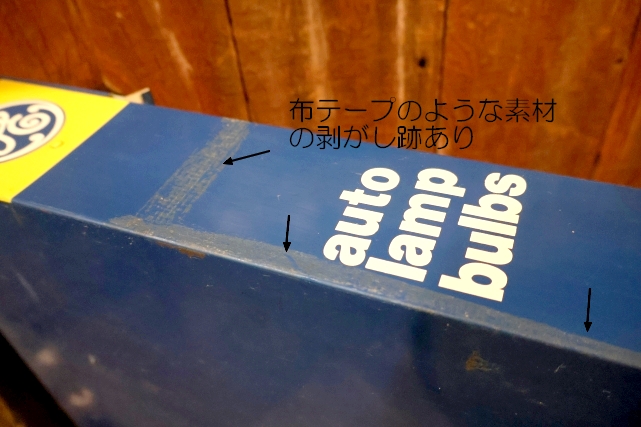 布テープのような素材
の剥がし跡あり
auto
lamp
bulbs